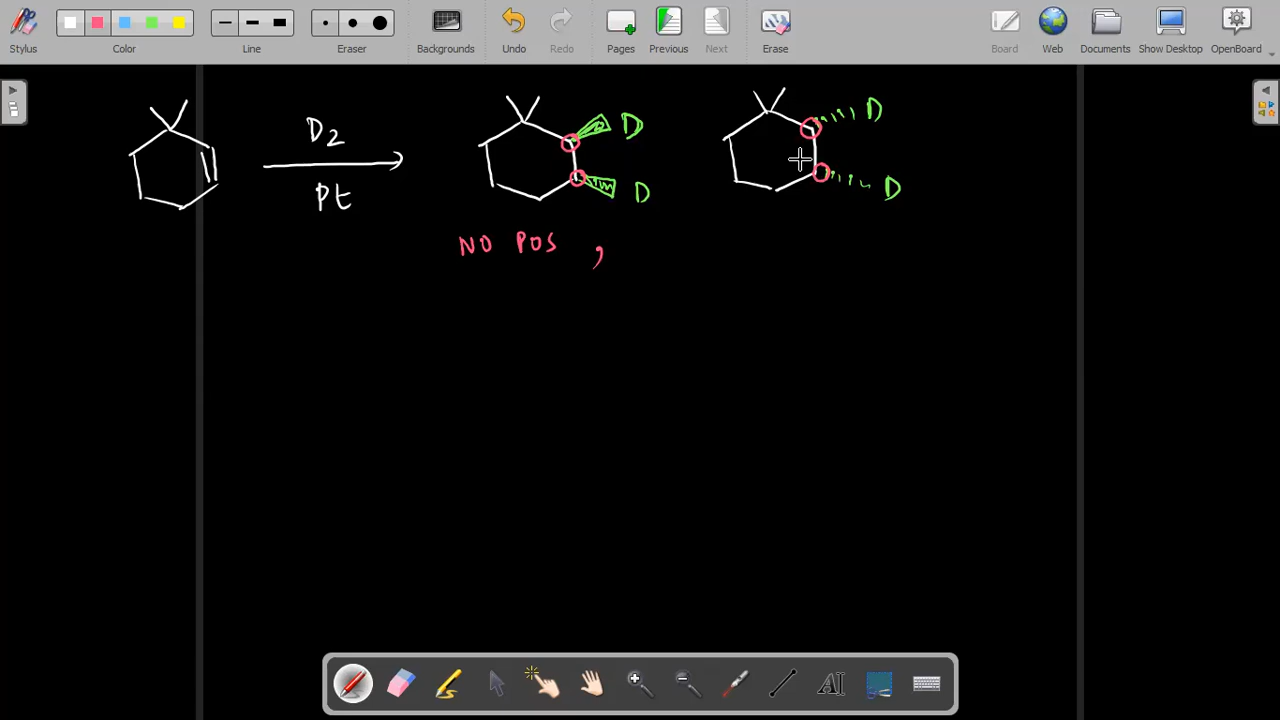 Stylus Color Line Eraser Backgrounds Undo Redo Pages Previous Next Erase Board Web Documents Show Desktop OpenBoard
D2
Pt
D D
D D
NO POS ,
AI